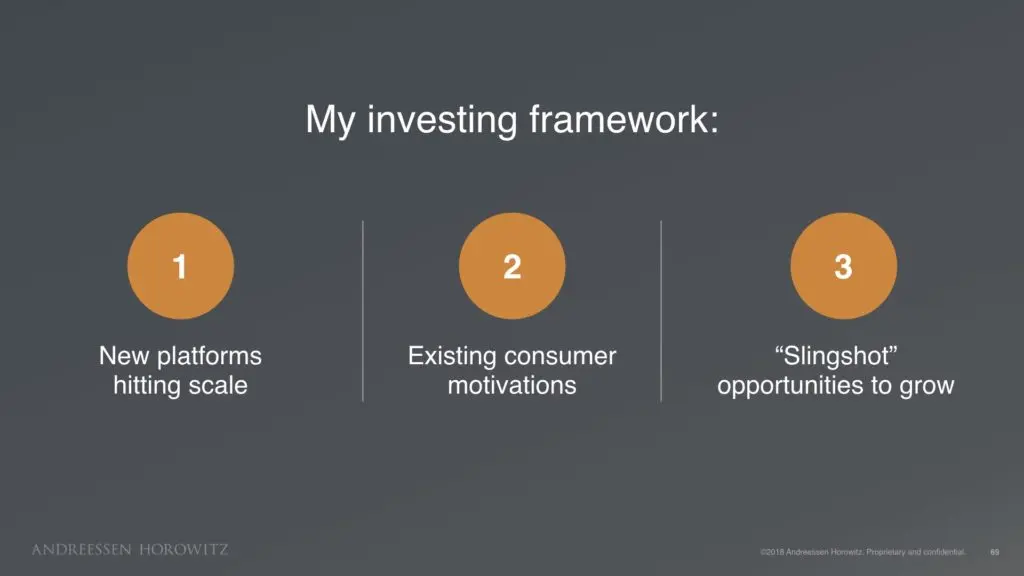 My investing framework:
1
New platforms
hitting scale
2
Existing consumer
motivations
3
“Slingshot”
opportunities to grow
ANDREESSEN HOROWITZ
©2018 Andreessen Horowitz. Proprietary and confidential.
65